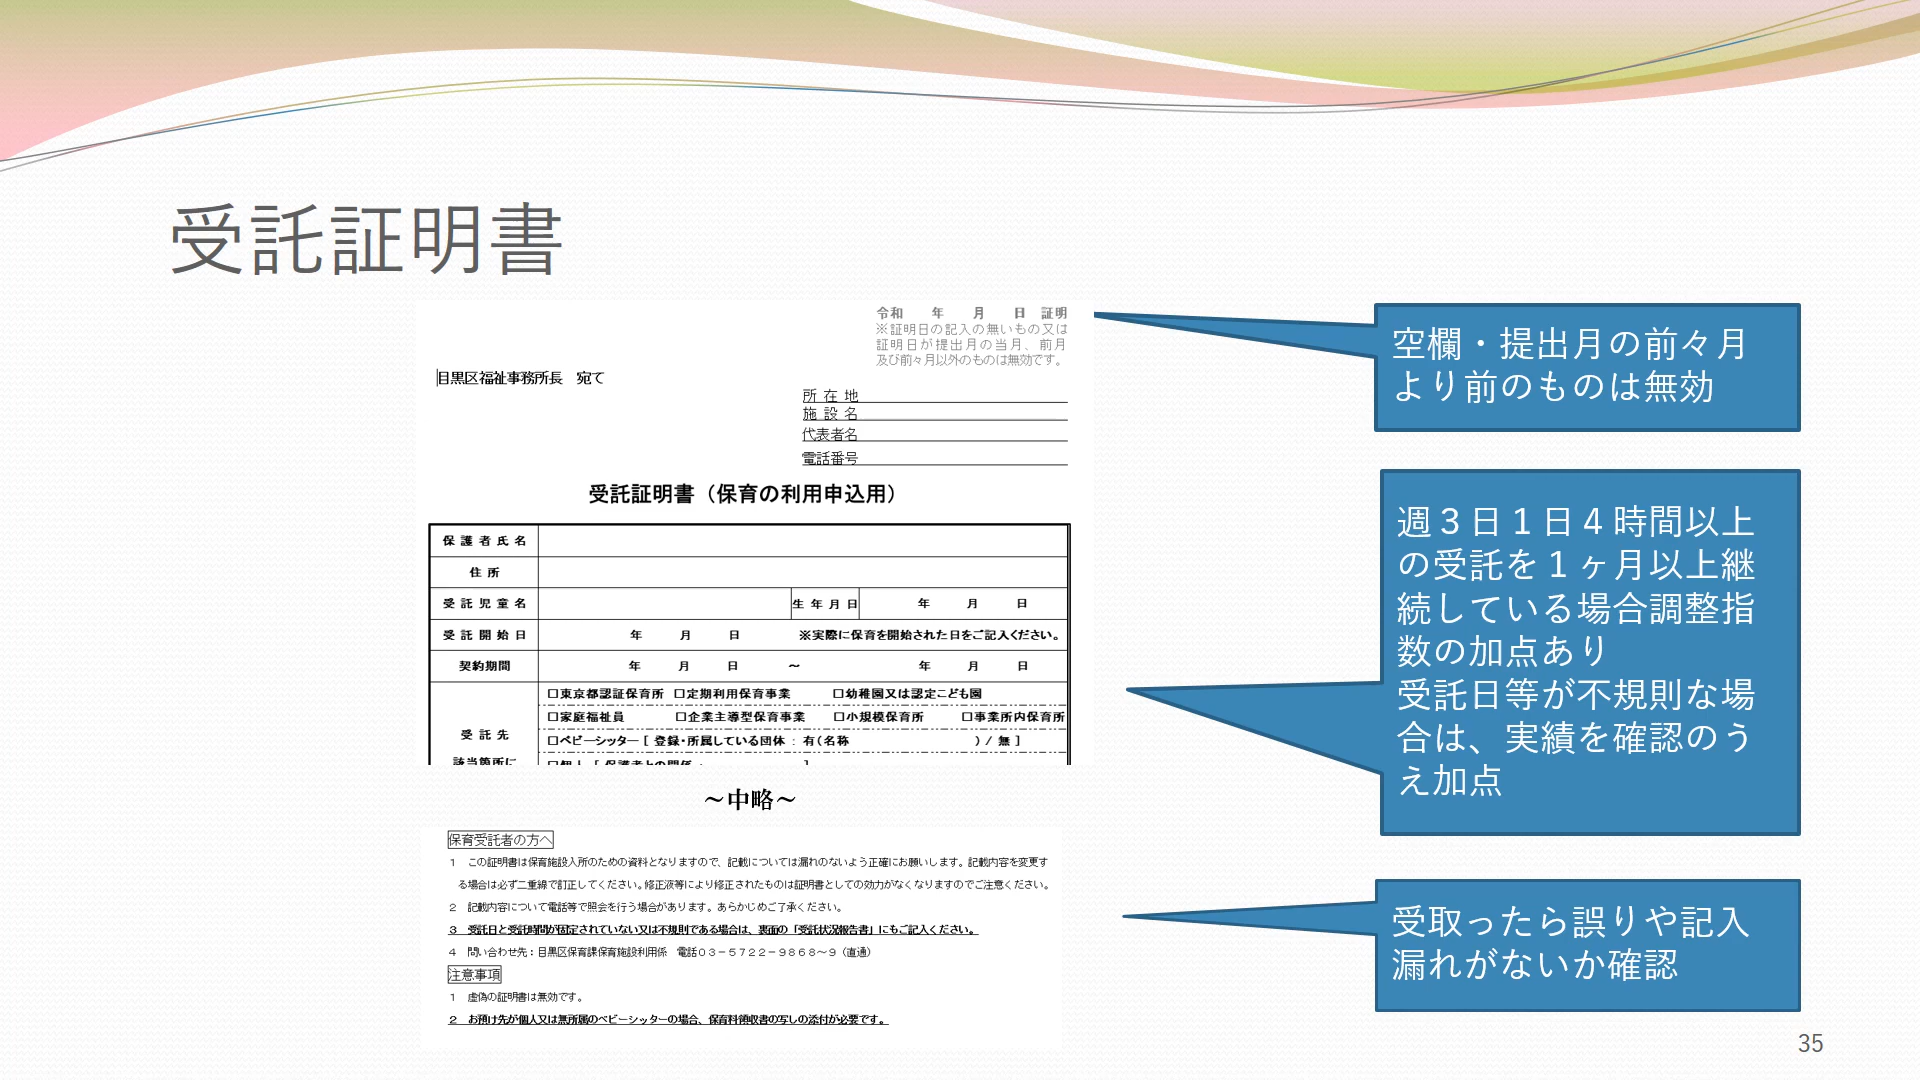 受託証明書
令和　年　月　日 証明
※証明日の記入の無いもの又は
証明日が提出月の当月、前月
及び前々月以外のものは無効です。
目黒区福祉事務所長　宛て
所 在 地
施 設 名
代表者名
電話番号
受託証明書（保育の利用申込用）
保 護 者 氏 名
住 所
受 託 児 童 名　生 年 月 日　年　月　日
受 託 開 始 日　年　月　日　※実際に保育を開始された日をご記入ください。
契約期間　年　月　日　～　年　月　日
□東京都認証保育所 □定期利用保育事業　□幼稚園又は認定こども園
□家庭福祉員　□企業主導型保育事業　□小規模保育所　□事業所内保育所
受 託 先
□ベビーシッター [ 登録・所属している団体 ： 有(名称　) / 無 ]
該当箇所に
□個人 [ 保護者との関係 ：　]
～中略～
保育受託者の方へ
１　この証明書は保育施設入所のための資料となりますので、記載については漏れのないよう正確にお願いします。記載内容を変更す
る場合は必ず二重線で訂正してください。修正液等により修正されたものは証明書としての効力がなくなりますのでご注意ください。
２　記載内容について電話等で照会を行う場合があります。あらかじめご了承ください。
３　受託日と受託時間が固定されていない又は不規則である場合は、裏面の「受託状況報告書」にもご記入ください。
４　問い合わせ先：目黒区保育課保育施設利用係　電話０３－５７２２－９８６８～９（直通）
注意事項
１　虚偽の証明書は無効です。
２　お預け先が個人又は無所属のベビーシッターの場合、保育料領収書の写しの添付が必要です。
空欄・提出月の前々月
より前のものは無効
週３日１日４時間以上
の受託を１ヶ月以上継
続している場合調整指
数の加点あり
受託日等が不規則な場
合は、実績を確認のう
え加点
受取ったら誤りや記入
漏れがないか確認
35